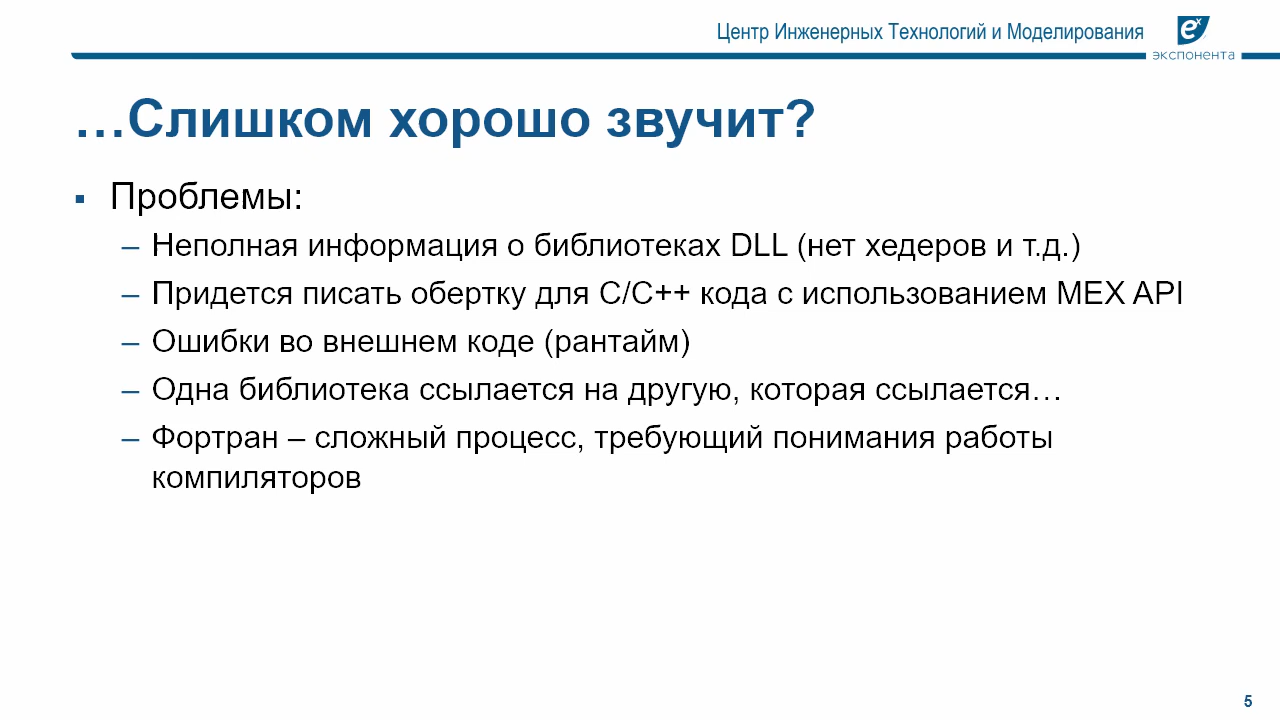 Центр Инженерных Технологий и Моделирования
ex
экспонента
…Слишком хорошо звучит?
▪ Проблемы:
– Неполная информация о библиотеках DLL (нет хедеров и т.д.)
– Придется писать обертку для C/C++ кода с использованием MEX API
– Ошибки во внешнем коде (рантайм)
– Одна библиотека ссылается на другую, которая ссылается…
– Фортран – сложный процесс, требующий понимания работы
компиляторов
5